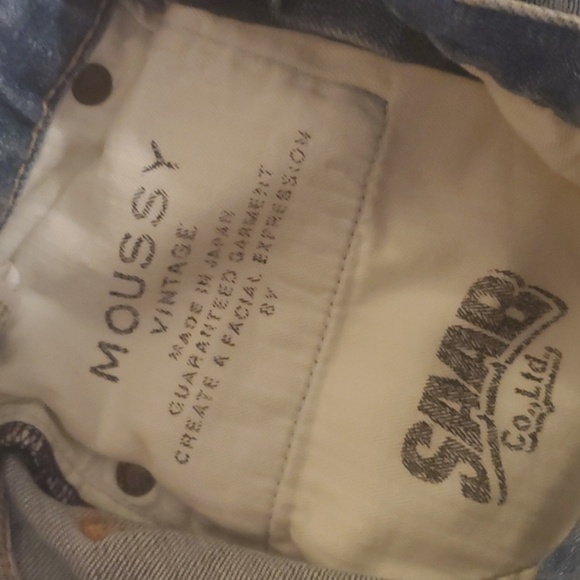 MOUSSY
VINTAGE
MADE IN JAPAN
GUARANTEED GARMENT
CREATE A FACIAL EXPRESSION
BY
SAAB
Co.,Ltd.